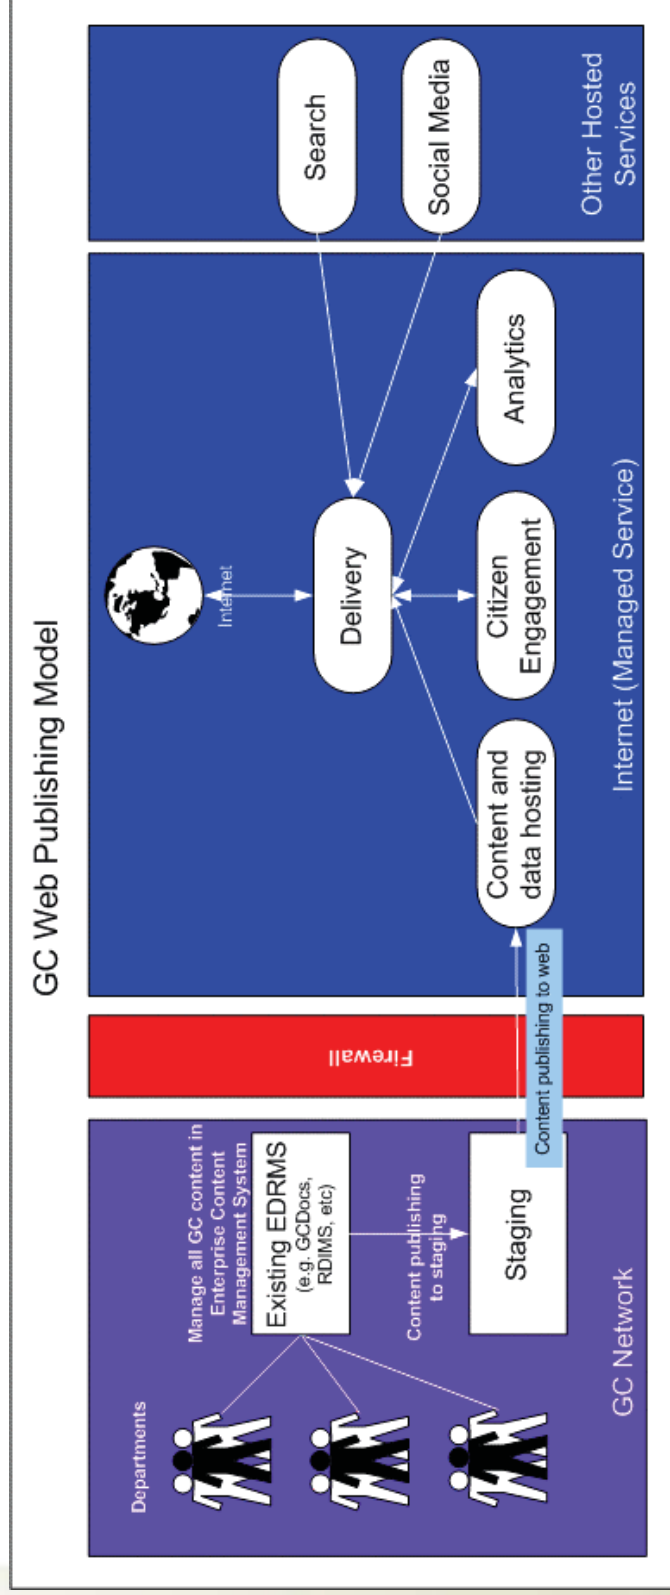 GC Web Publishing Model
Departments
Manage all GC content in
Enterprise Content
Management System
Existing EDRMS
(e.g. GCDocs,
RDIMS, etc)
Content publishing
to staging
Staging
GC Network
Firewall
Content publishing to web
Internet
Delivery
Content and
data hosting
Citizen
Engagement
Analytics
Internet (Managed Service)
Search
Social Media
Other Hosted
Services